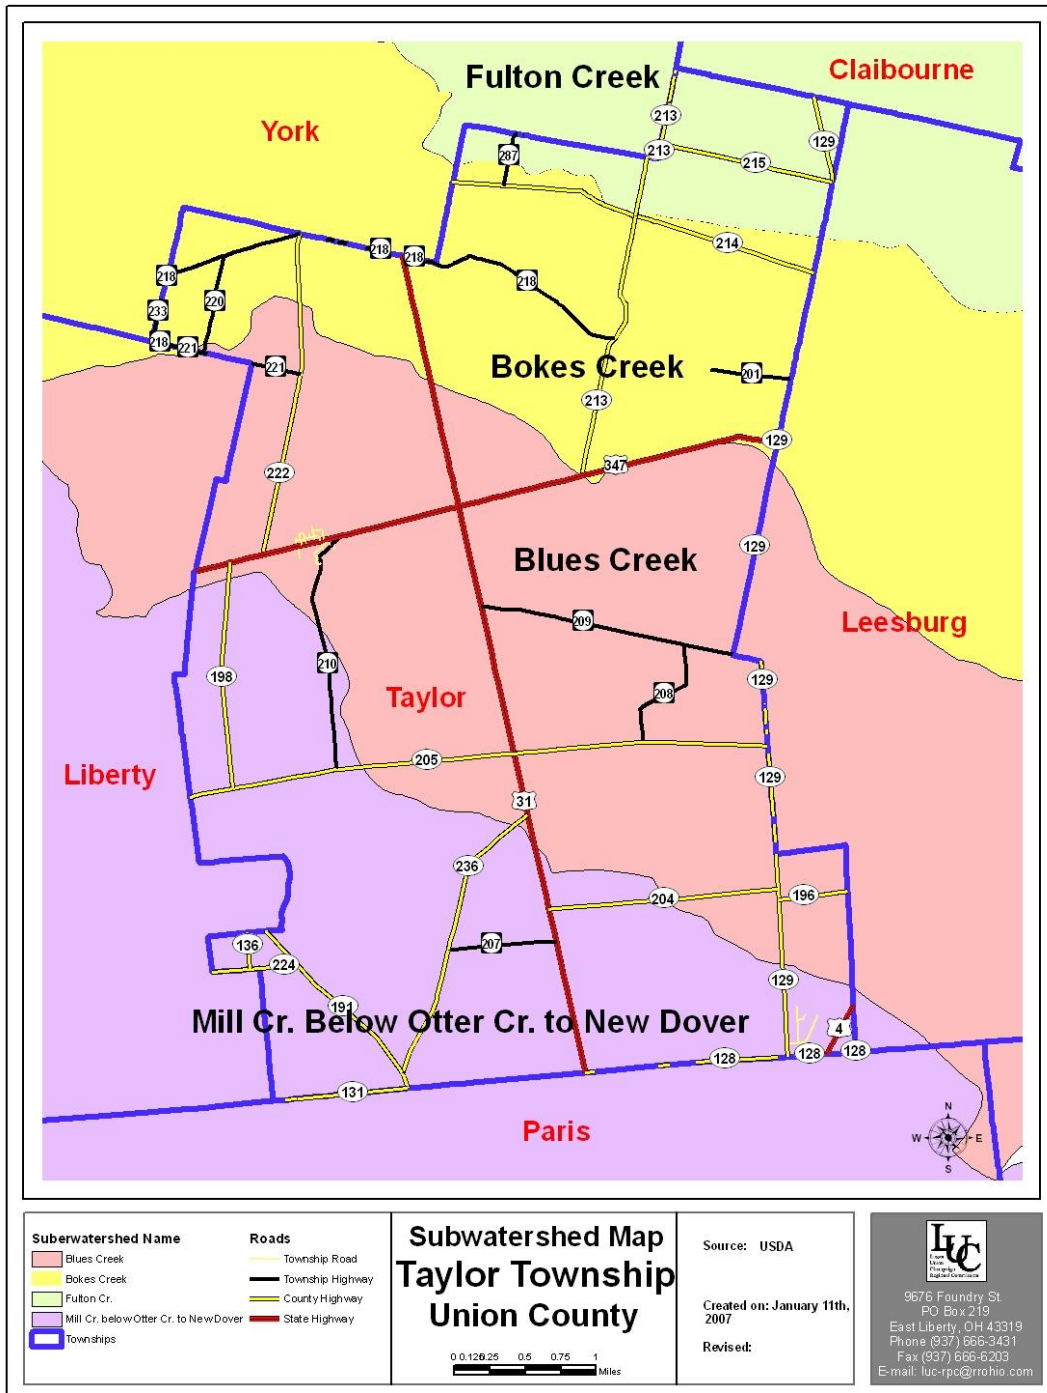 Fulton Creek
Claibourne
York
213
213
129
287
215
214
218
218
218
218
220
233
218
221
221
Bokes Creek
201
213
129
347
222
129
Blues Creek
209
Leesburg
210
198
129
208
Taylor
205
Liberty
129
31
236
204
196
136
207
224
129
191
Mill Cr. Below Otter Cr. to New Dover
4
128
128
128
131
Paris
N
W
E
S
Suberwatershed Name
Blues Creek
Bokes Creek
Fulton Cr.
Mill Cr. below Otter Cr. to New Dover
Townships
Roads
Township Road
Township Highway
County Highway
State Highway
Subwatershed Map
Taylor Township
Union County
0 0.125 0.25 0.5 0.75 1
Miles
Source: USDA
Created on: January 11th,
2007
Revised:
LUC
Logan
Union
Champaign
Regional Commission
9676 Foundry St.
PO Box 219
East Liberty, OH 43319
Phone (937) 666-3431
Fax (937) 666-6203
E-mail: luc-rpc@rrohio.com